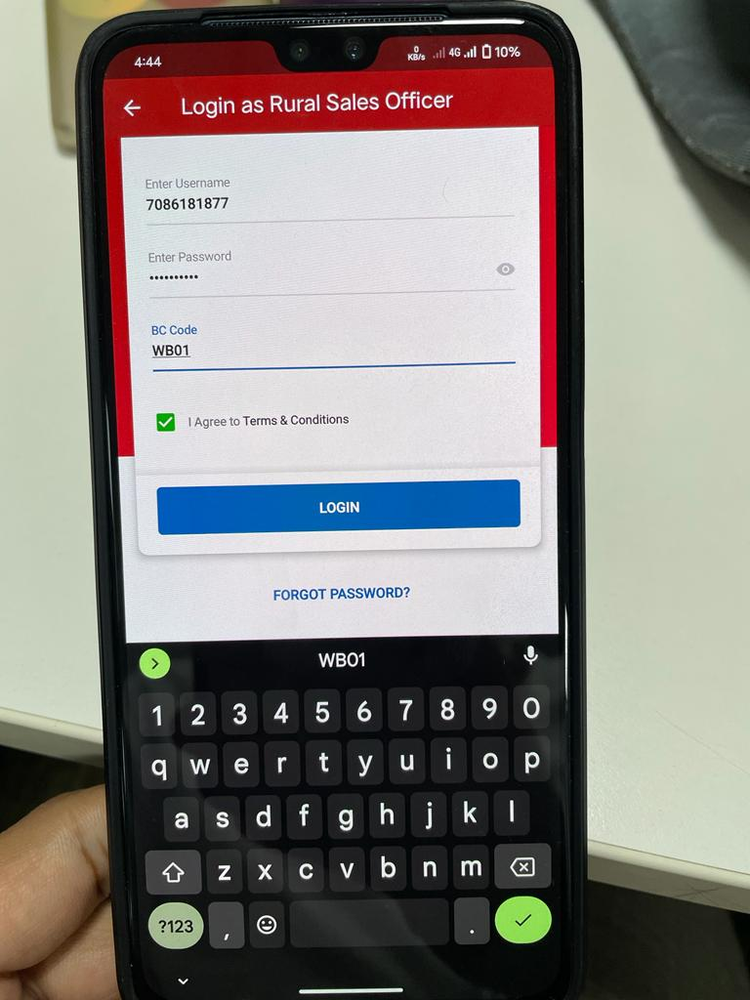 4:44
0 KB/s 4G 10%
Login as Rural Sales Officer
Enter Username
7086181877
Enter Password
••••••••••
BC Code
WB01
I Agree to Terms & Conditions
LOGIN
FORGOT PASSWORD?
WB01
1 2 3 4 5 6 7 8 9 0
q w e r t y u i o p
a s d f g h j k l
z x c v b n m
?123 , .